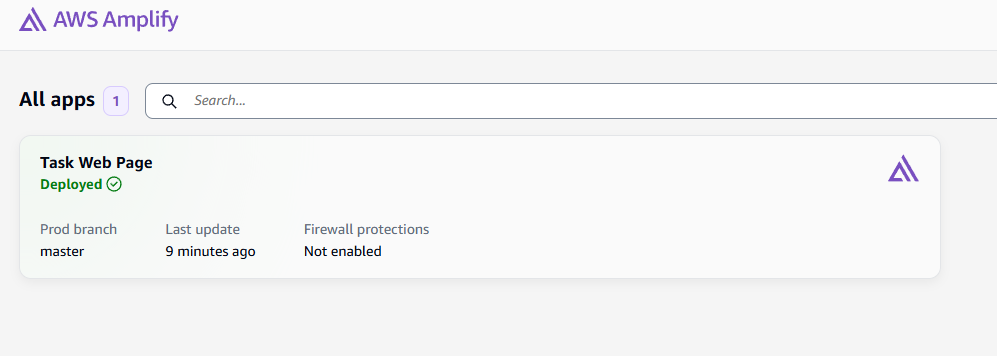 AWS Amplify
All apps 1 Search...
Task Web Page
Deployed
Prod branch Last update Firewall protections
master 9 minutes ago Not enabled